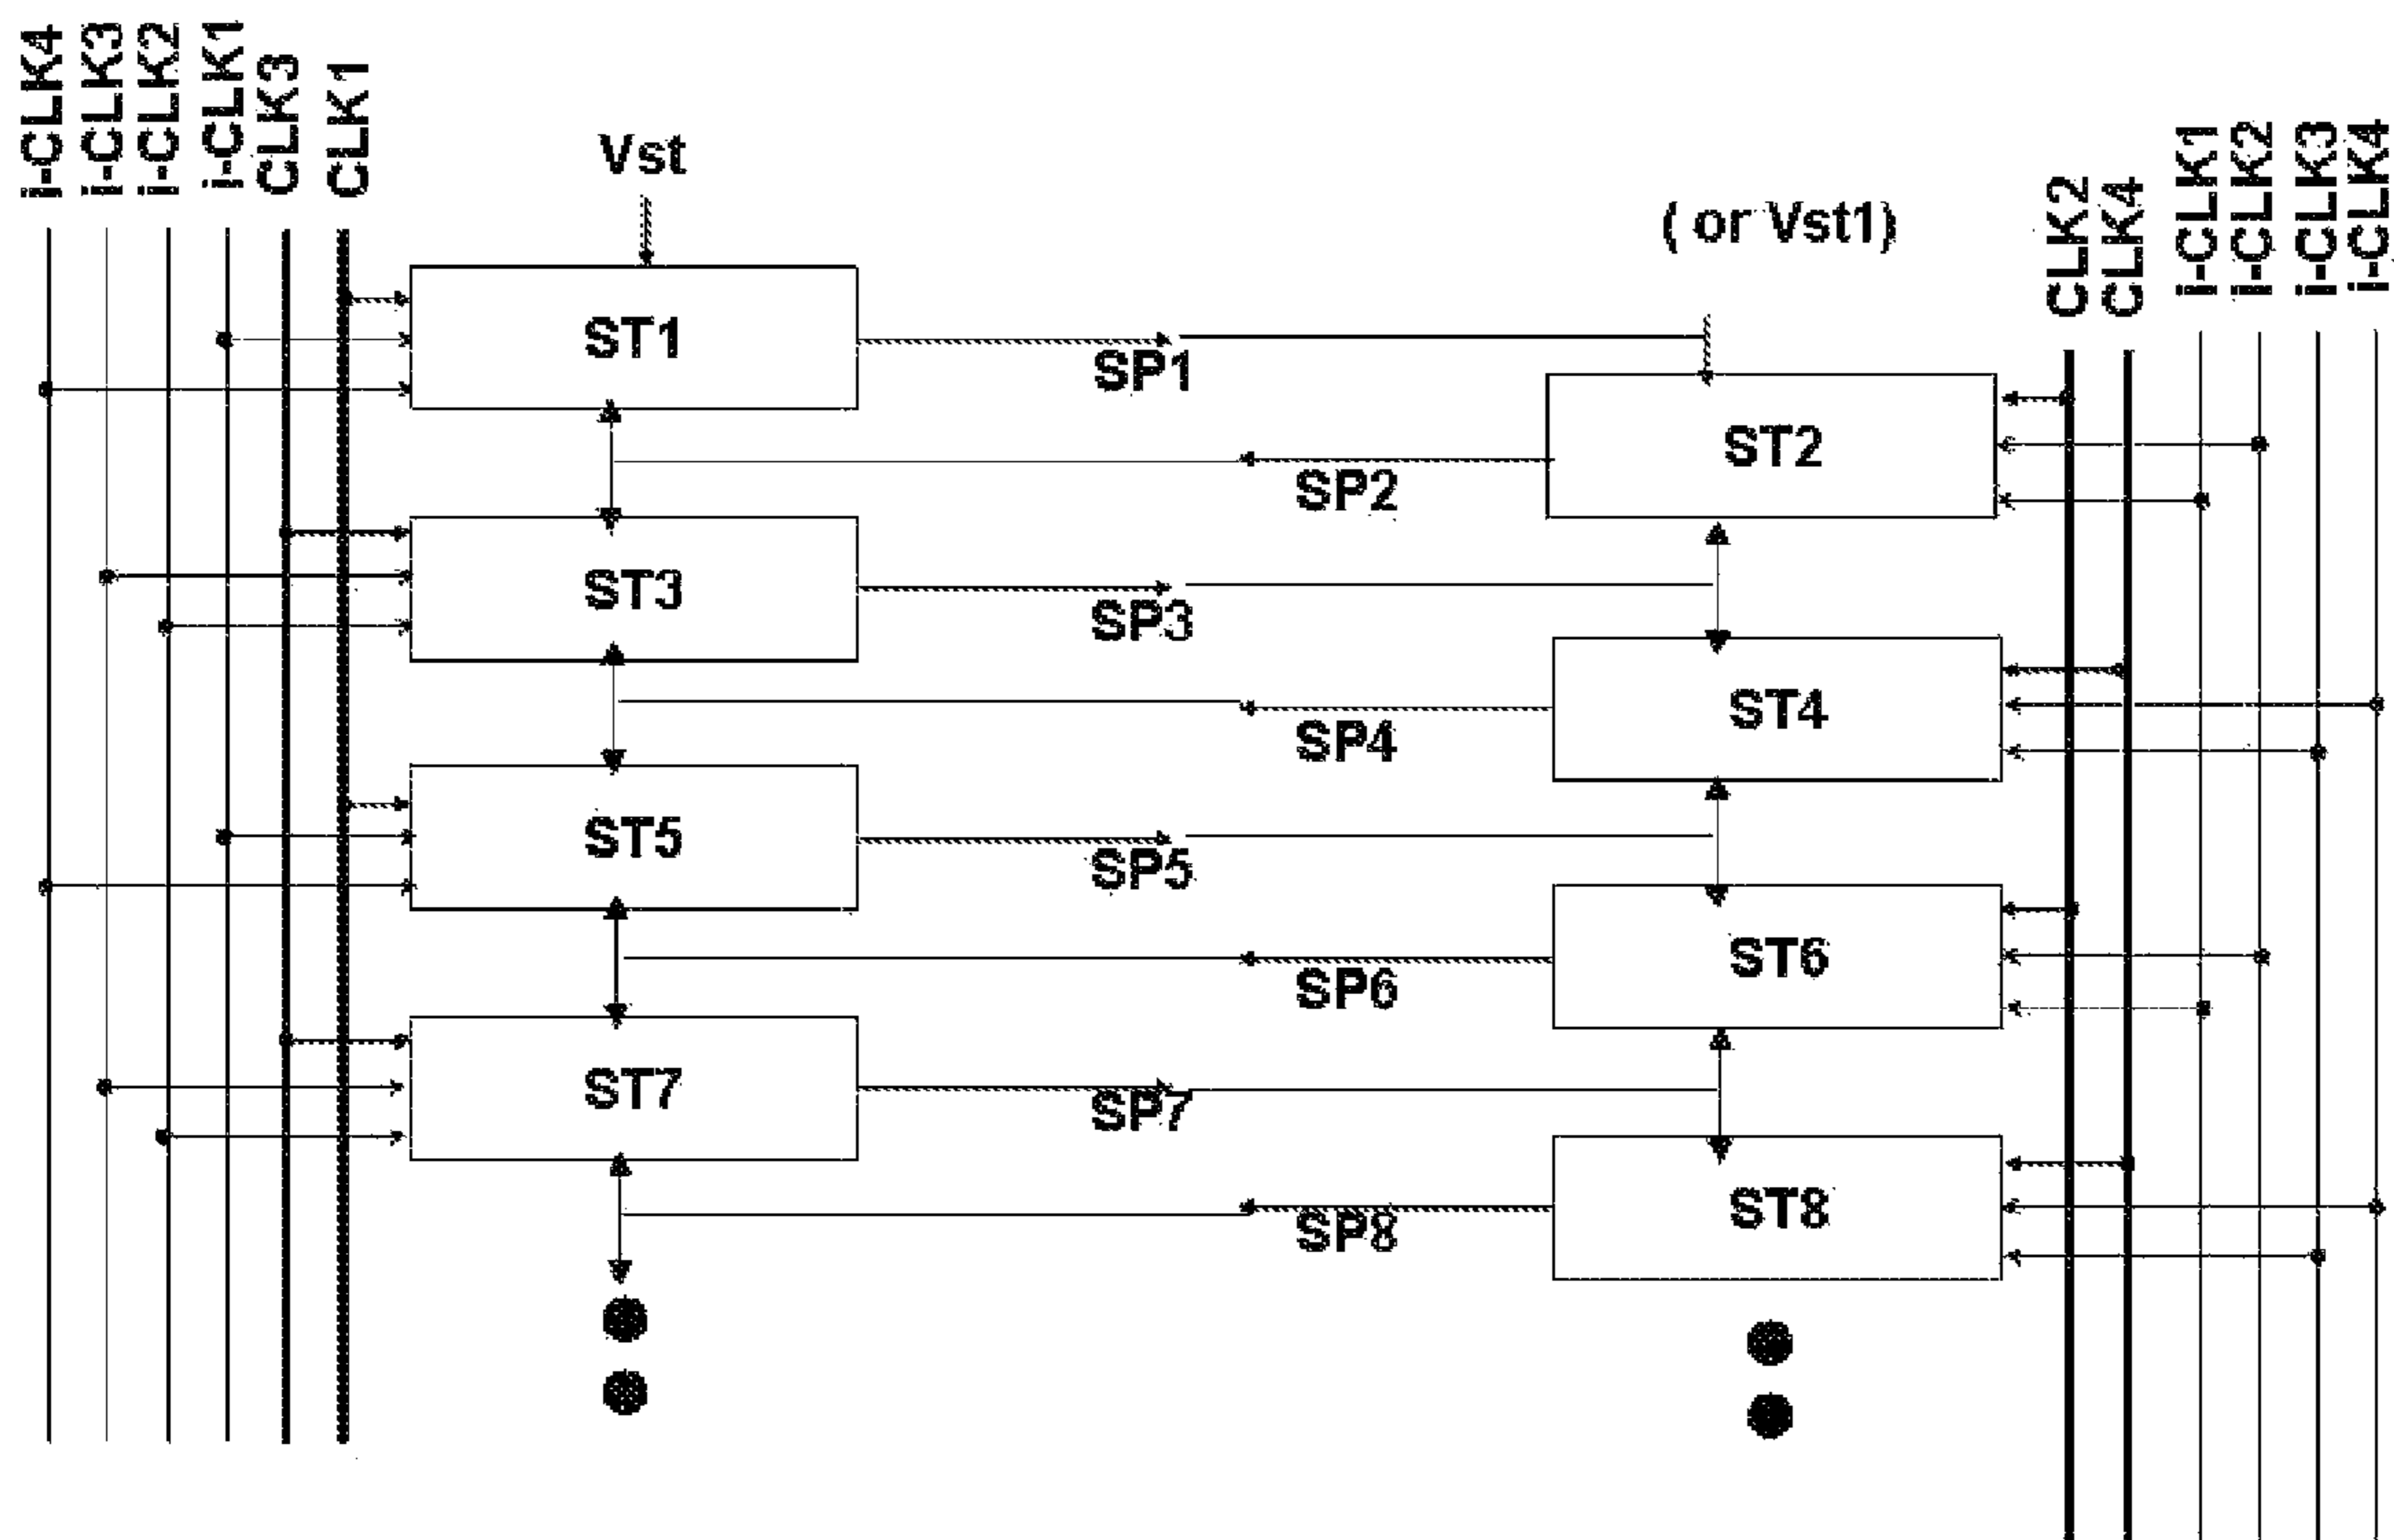 i-CLK4
i-CLK3
i-CLK2
i-CLK1
CLK3
CLK1
Vst
( or Vst1)
CLK2
CLK4
i-CLK1
i-CLK2
i-CLK3
i-CLK4
ST1
SP1
ST2
SP2
ST3
SP3
ST4
SP4
ST5
SP5
ST6
SP6
ST7
SP7
ST8
SP8